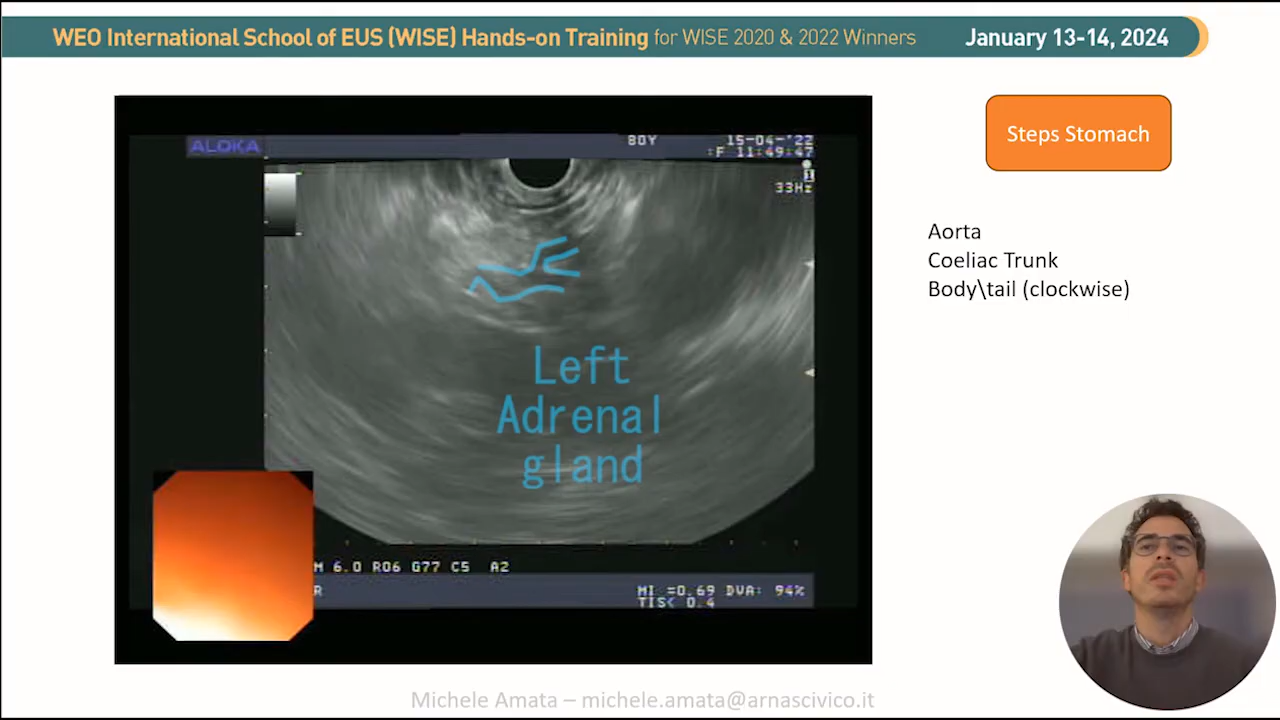 WEO International School of EUS (WISE) Hands-on Training for WISE 2020 & 2022 Winners January 13-14, 2024
Steps Stomach
ALOKA
BOY 15-04-'22
:F 11:49:47
1
33Hz
Aorta
Coeliac Trunk
Body\tail (clockwise)
Left
Adrenal
gland
M 6.0 R06 G77 C5 A2
R
MI =0.69 DVA: 94%
TIS< 0.4
Michele Amata – michele.amata@arnascivico.it